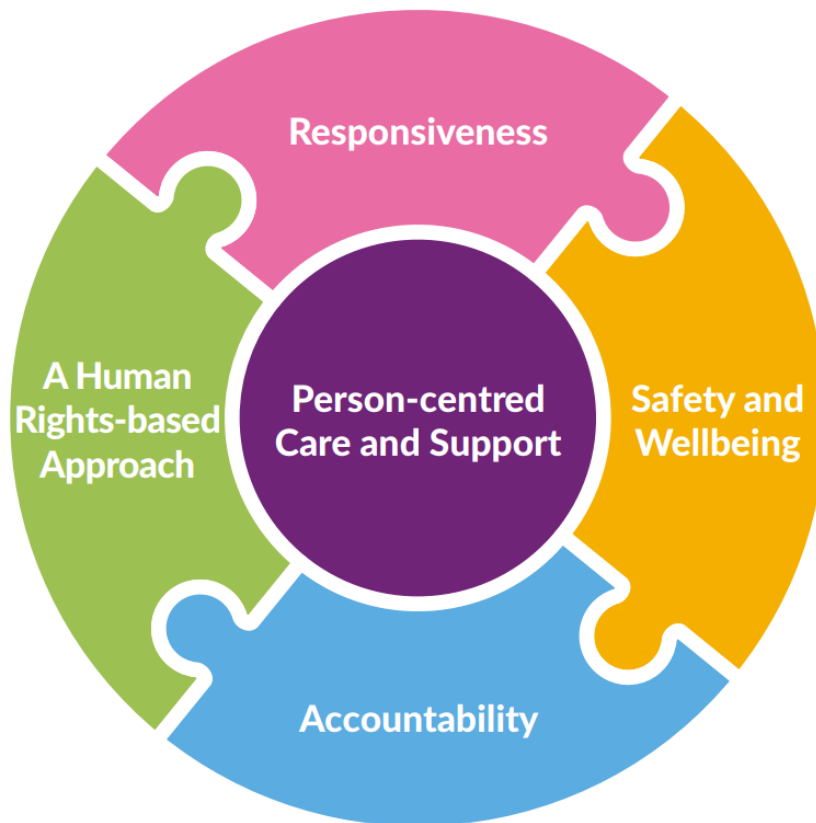 Responsiveness
A Human
Rights-based
Approach
Person-centred
Care and Support
Safety and
Wellbeing
Accountability